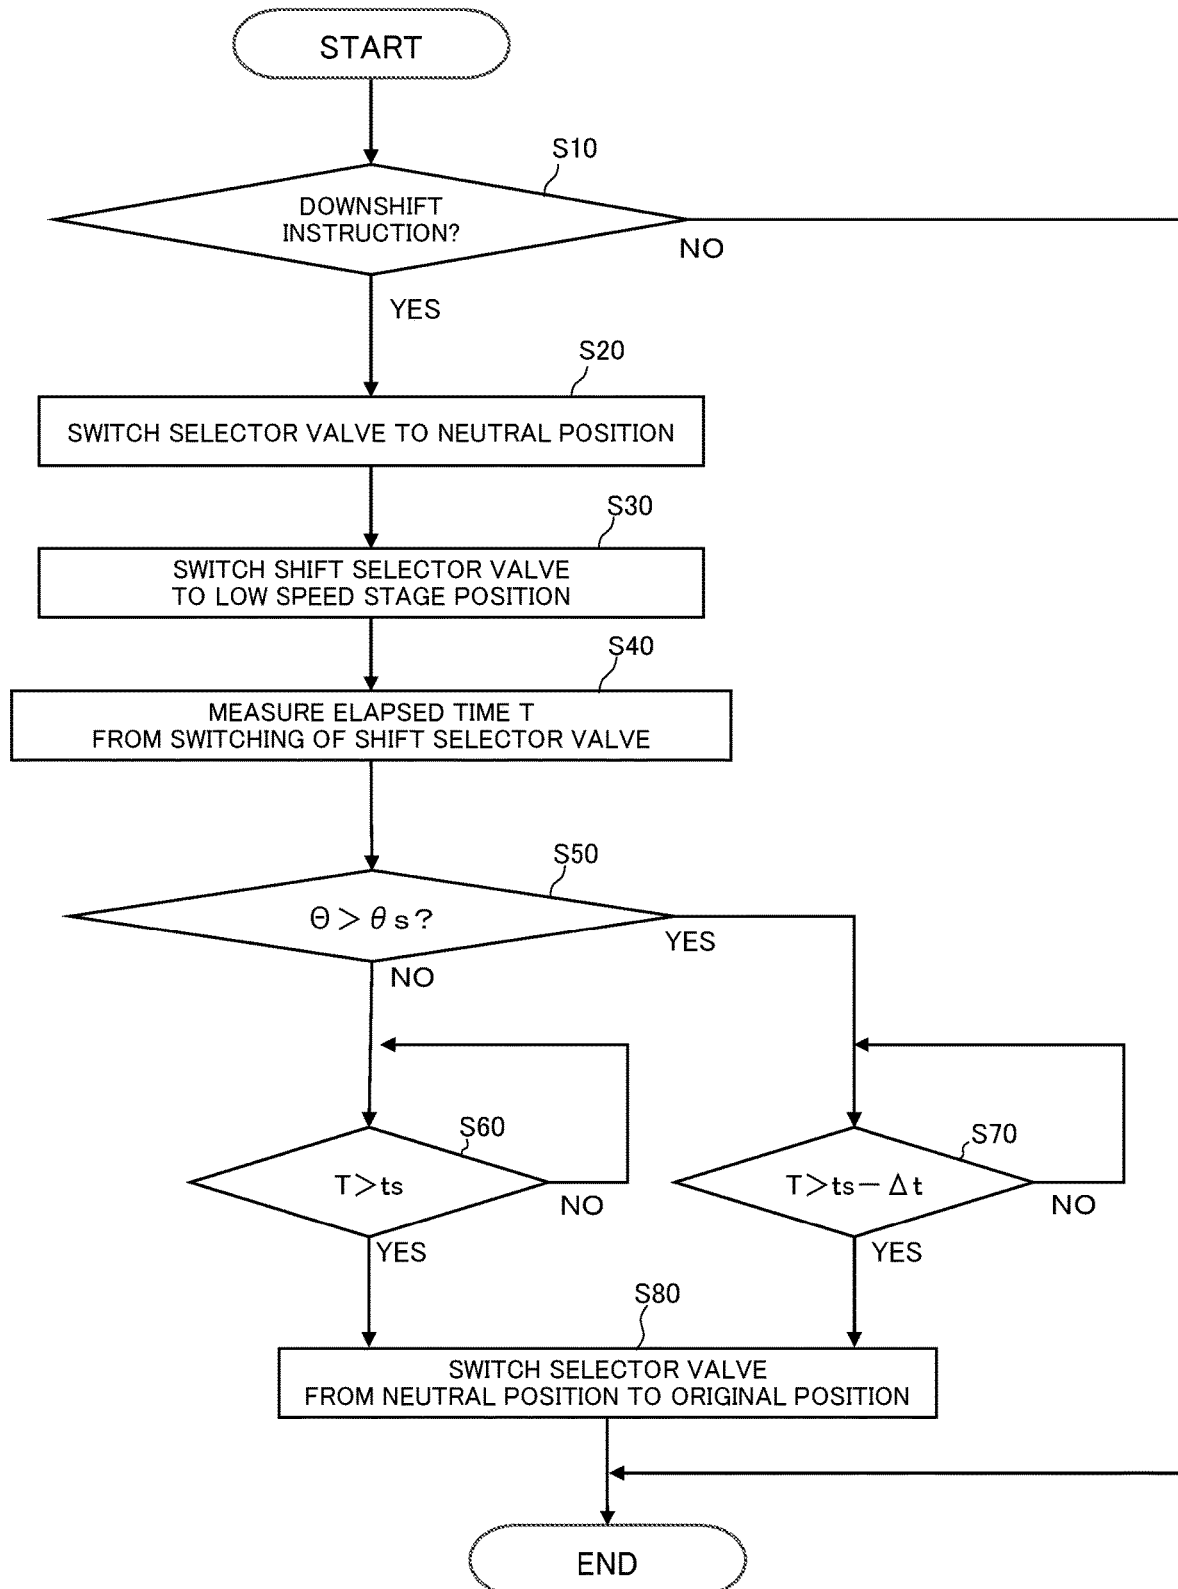 START
S10
DOWNSHIFT
INSTRUCTION?
NO
YES
S20
SWITCH SELECTOR VALVE TO NEUTRAL POSITION
S30
SWITCH SHIFT SELECTOR VALVE
TO LOW SPEED STAGE POSITION
S40
MEASURE ELAPSED TIME T
FROM SWITCHING OF SHIFT SELECTOR VALVE
S50
Θ > θs?
YES
NO
S60
T>ts
NO
YES
S70
T>ts-Δt
NO
YES
S80
SWITCH SELECTOR VALVE
FROM NEUTRAL POSITION TO ORIGINAL POSITION
END